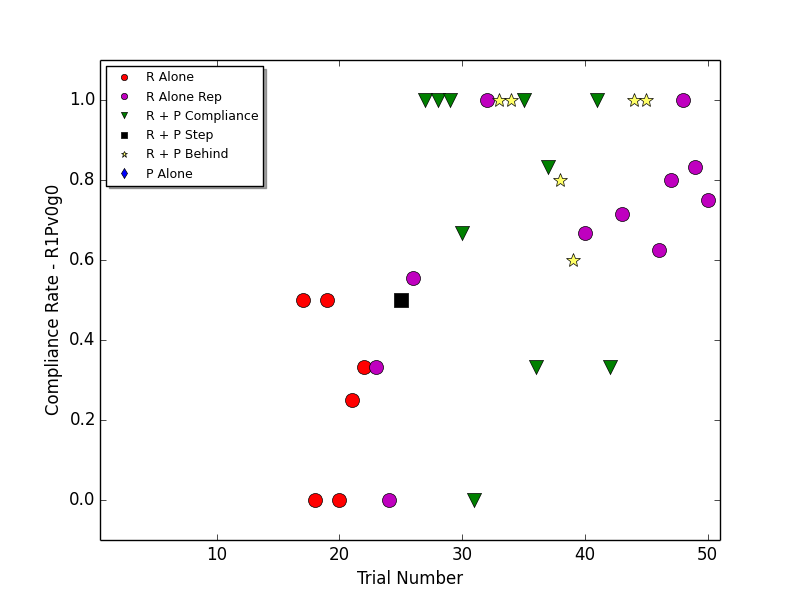 R Alone
R Alone Rep
R + P Compliance
R + P Step
R + P Behind
P Alone
1.0
0.8
0.6
0.4
0.2
0.0
Compliance Rate - R1Pv0g0
10
20
30
40
50
Trial Number